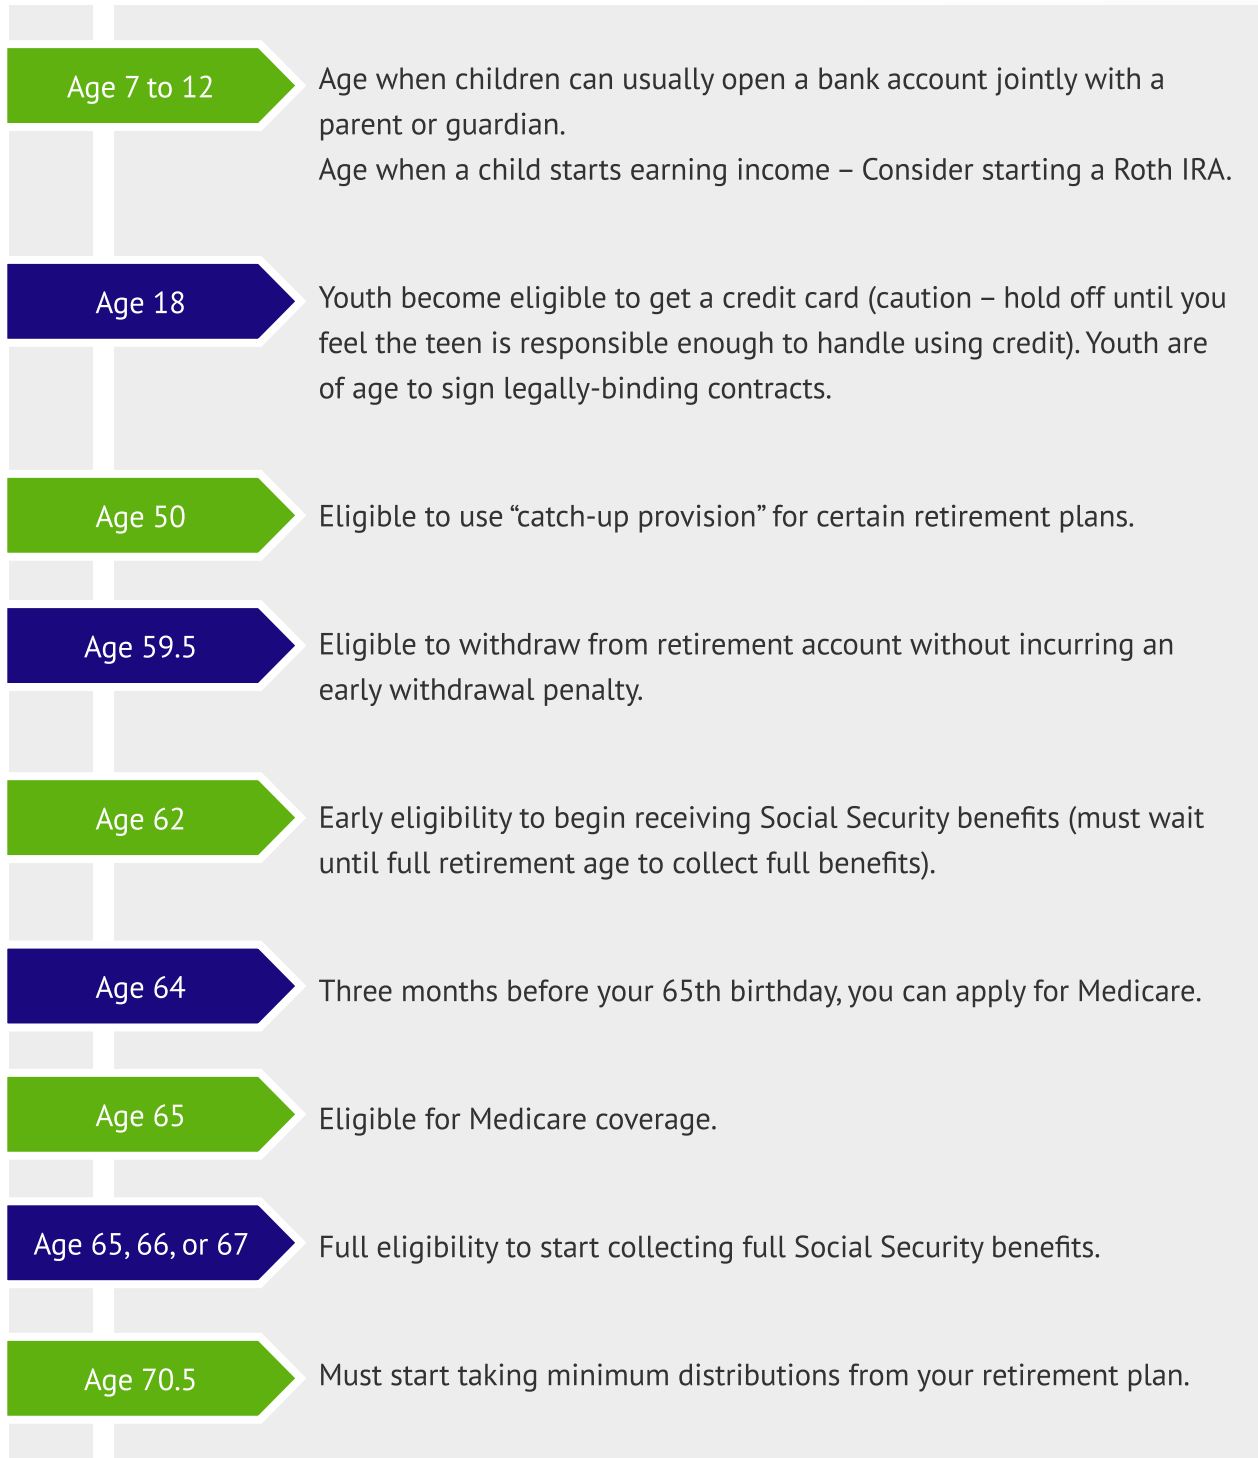 Age 7 to 12
Age when children can usually open a bank account jointly with a
parent or guardian.
Age when a child starts earning income – Consider starting a Roth IRA.
Age 18
Youth become eligible to get a credit card (caution – hold off until you
feel the teen is responsible enough to handle using credit). Youth are
of age to sign legally-binding contracts.
Age 50
Eligible to use “catch-up provision” for certain retirement plans.
Age 59.5
Eligible to withdraw from retirement account without incurring an
early withdrawal penalty.
Age 62
Early eligibility to begin receiving Social Security benefits (must wait
until full retirement age to collect full benefits).
Age 64
Three months before your 65th birthday, you can apply for Medicare.
Age 65
Eligible for Medicare coverage.
Age 65, 66, or 67
Full eligibility to start collecting full Social Security benefits.
Age 70.5
Must start taking minimum distributions from your retirement plan.